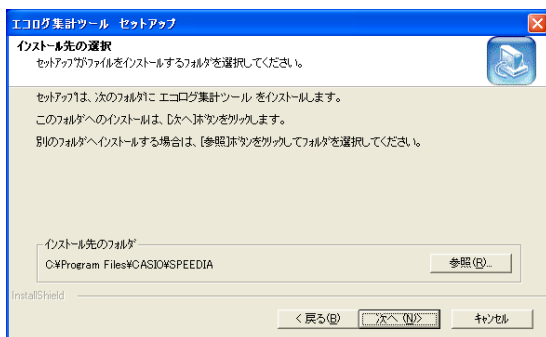 エコログ集計ツール セットアップ
インストール先の選択
セットアップがファイルをインストールするフォルダを選択してください。
セットアップは、次のフォルダに エコログ集計ツール をインストールします。
このフォルダへのインストールは、[次へ]ボタンをクリックします。
別のフォルダへインストールする場合は、[参照]ボタンをクリックしてフォルダを選択してください。
インストール先のフォルダ
C:¥Program Files¥CASIO¥SPEEDIA
参照(R)...
InstallShield
< 戻る(B)
次へ (N)>
キャンセル